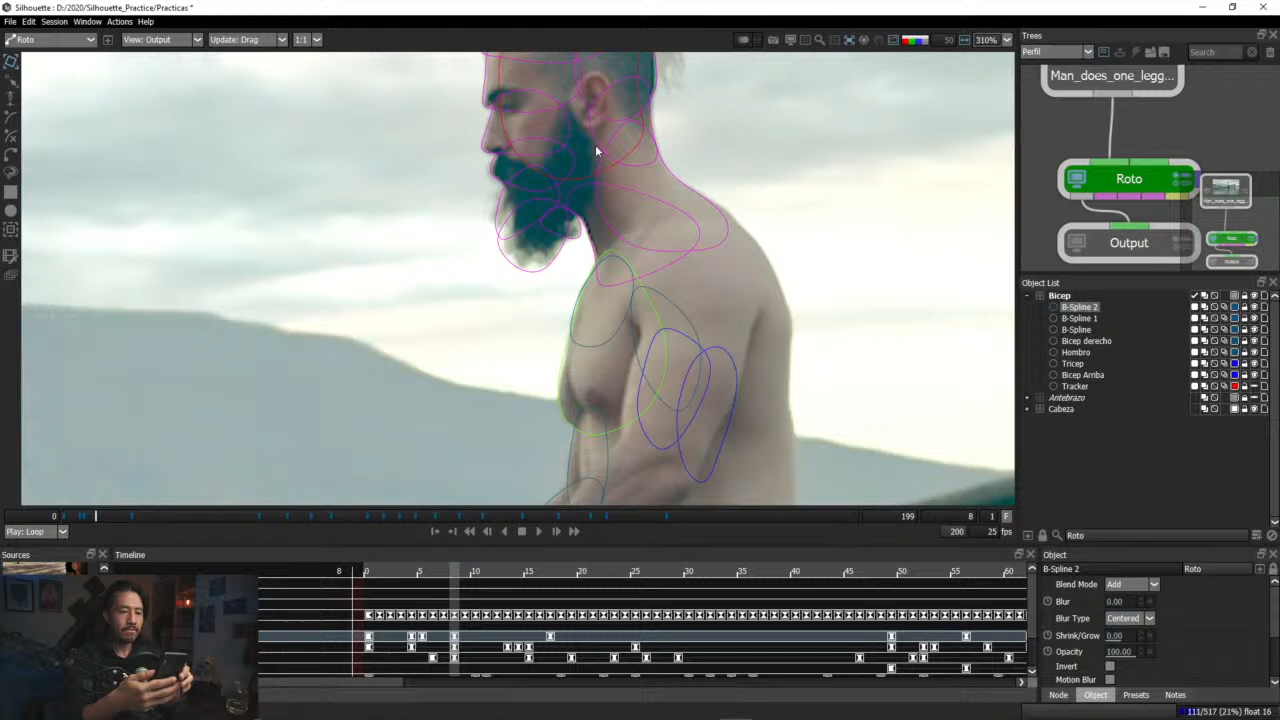 Silhouette : D:/2020/Silhouette_Practice/Practicas *
File Edit Session Window Actions Help
Roto View: Output Update: Drag 1:1 50 310%
Trees
Perfil Search
Man_does_one_legg...
Roto
Output
Object List
Bicep
B-Spline 2
B-Spline 1
B-Spline
Bicep derecho
Hombro
Tricep
Bicep Arriba
Tracker
Antebrazo
Cabeza
0 199 8 1 F
Play: Loop 200 25 fps
Roto
Sources Timeline Object
8 0 5 10 15 20 25 30 35 40 45 50 55 60
B-Spline 2 Roto
Blend Mode Add
Blur 0.00
Blur Type Centered
Shrink/Grow 0.00
Opacity 100.00
Invert
Motion Blur
Node Object Presets Notes
111/517 (21%) float 16